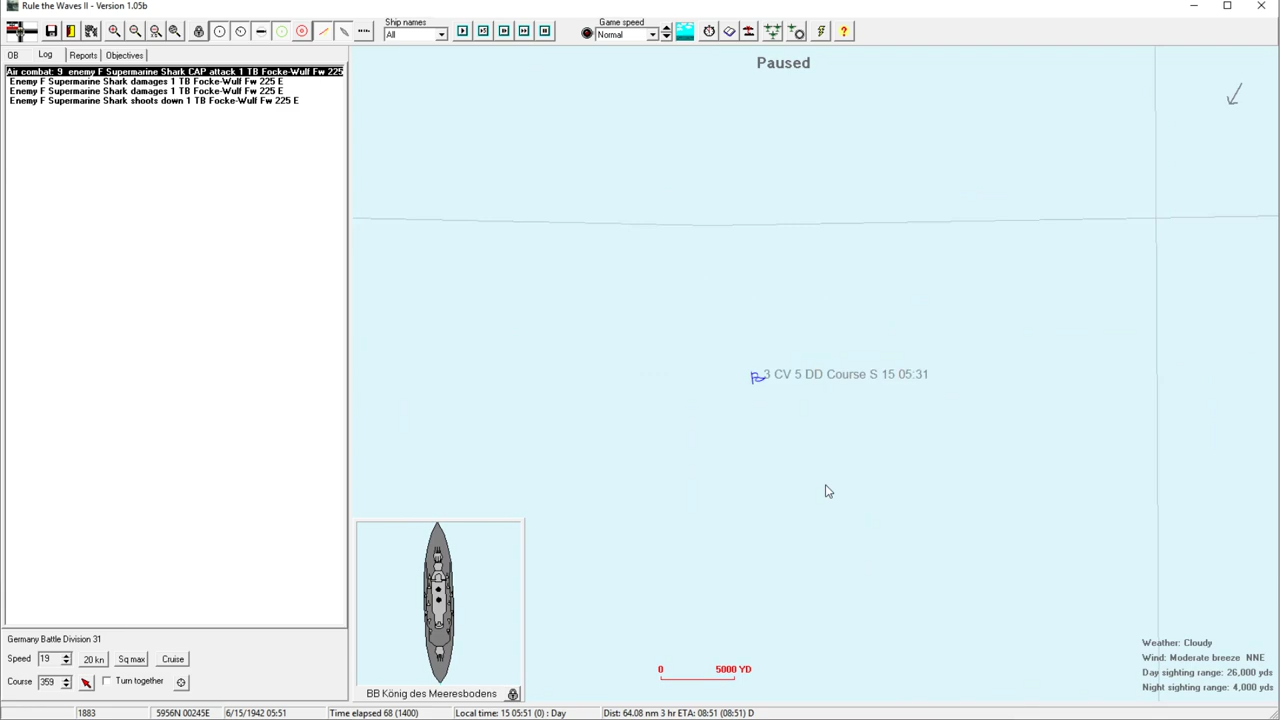 Rule the Waves II - Version 1.05b
Ship names
All
Game speed
Normal
OB
Log
Reports
Objectives
Air combat: 9 enemy F Supermarine Shark CAP attack 1 TB Focke-Wulf Fw 225
Enemy F Supermarine Shark damages 1 TB Focke-Wulf Fw 225 E
Enemy F Supermarine Shark damages 1 TB Focke-Wulf Fw 225 E
Enemy F Supermarine Shark shoots down 1 TB Focke-Wulf Fw 225 E
Paused
3 CV 5 DD Course S 15 05:31
Germany Battle Division 31
Speed 19 20 kn Sq max Cruise
Course 359 Turn together
BB König des Meeresbodens
0 5000 YD
Weather: Cloudy
Wind: Moderate breeze NNE
Day sighting range: 26,000 yds
Night sighting range: 4,000 yds
1883 5956N 00245E 6/15/1942 05:51 Time elapsed 68 (1400) Local time: 15 05:51 (0) : Day Dist: 64.08 nm 3 hr ETA: 08:51 (08:51) D